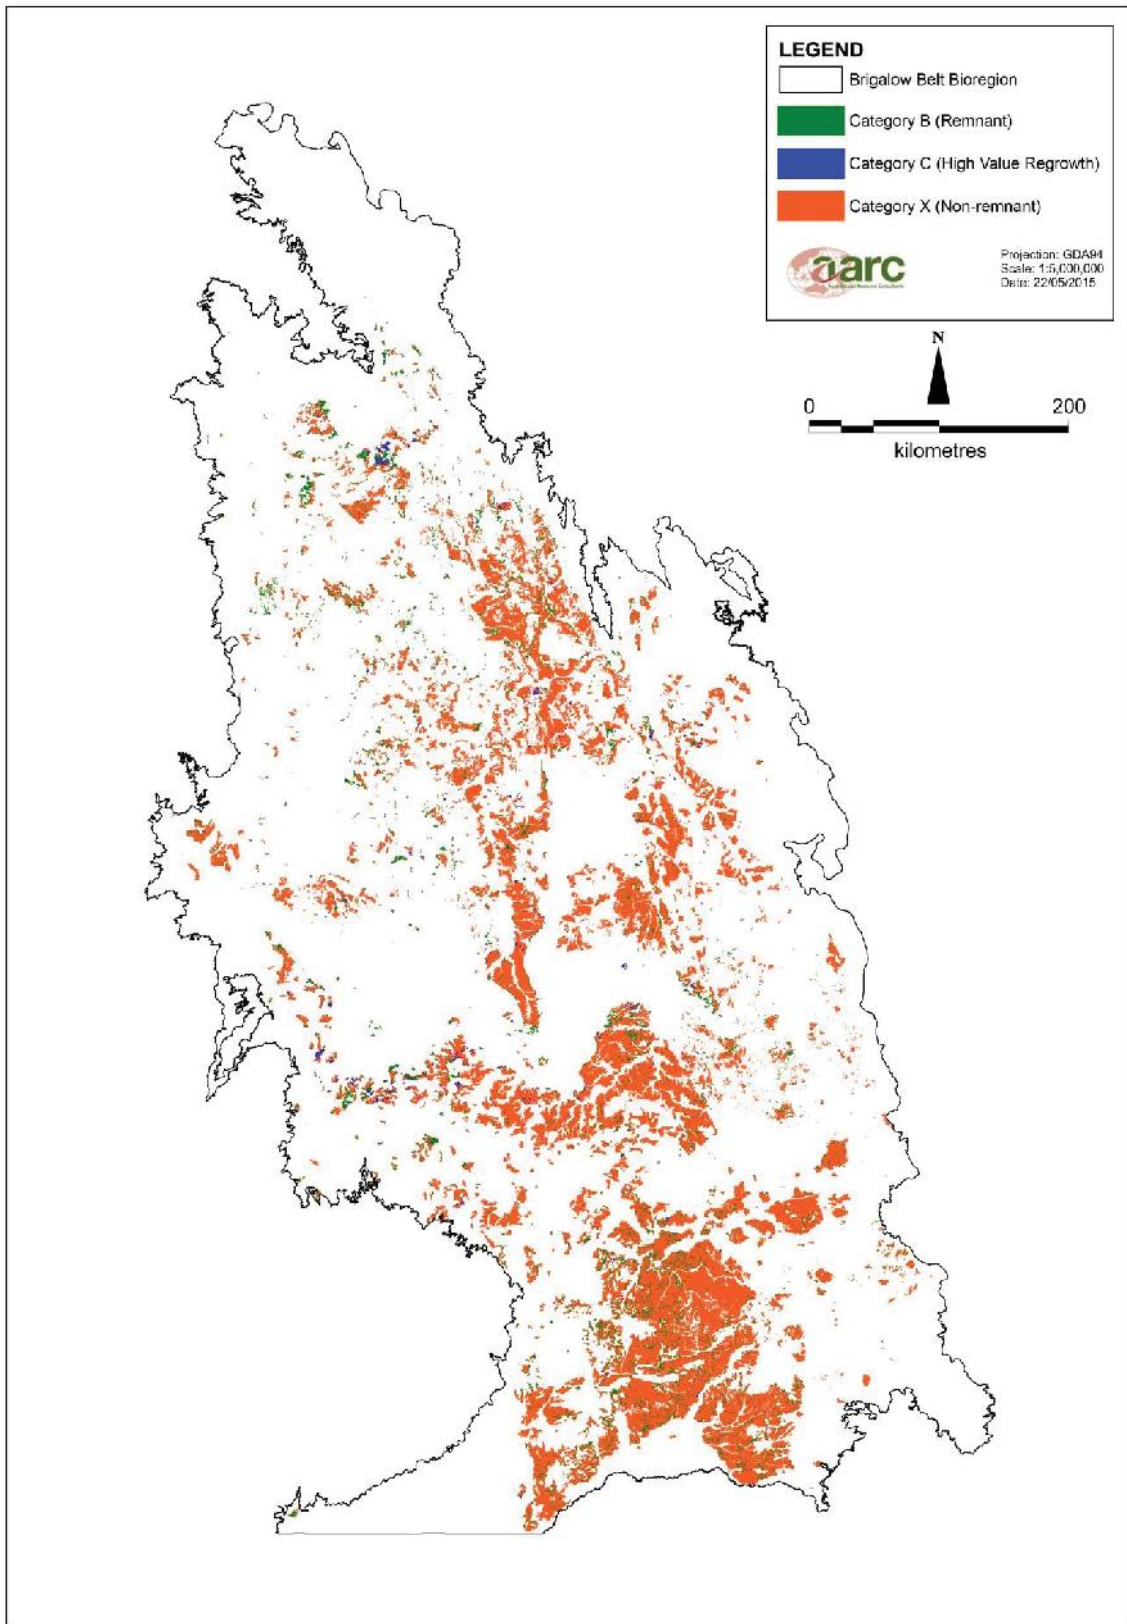 LEGEND
Brigalow Belt Bioregion
Category B (Remnant)
Category C (High Value Regrowth)
Category X (Non-remnant)
aarc
Projection: GDA94
Scale: 1:5,000,000
Date: 22/05/2015
N
0 200
kilometres